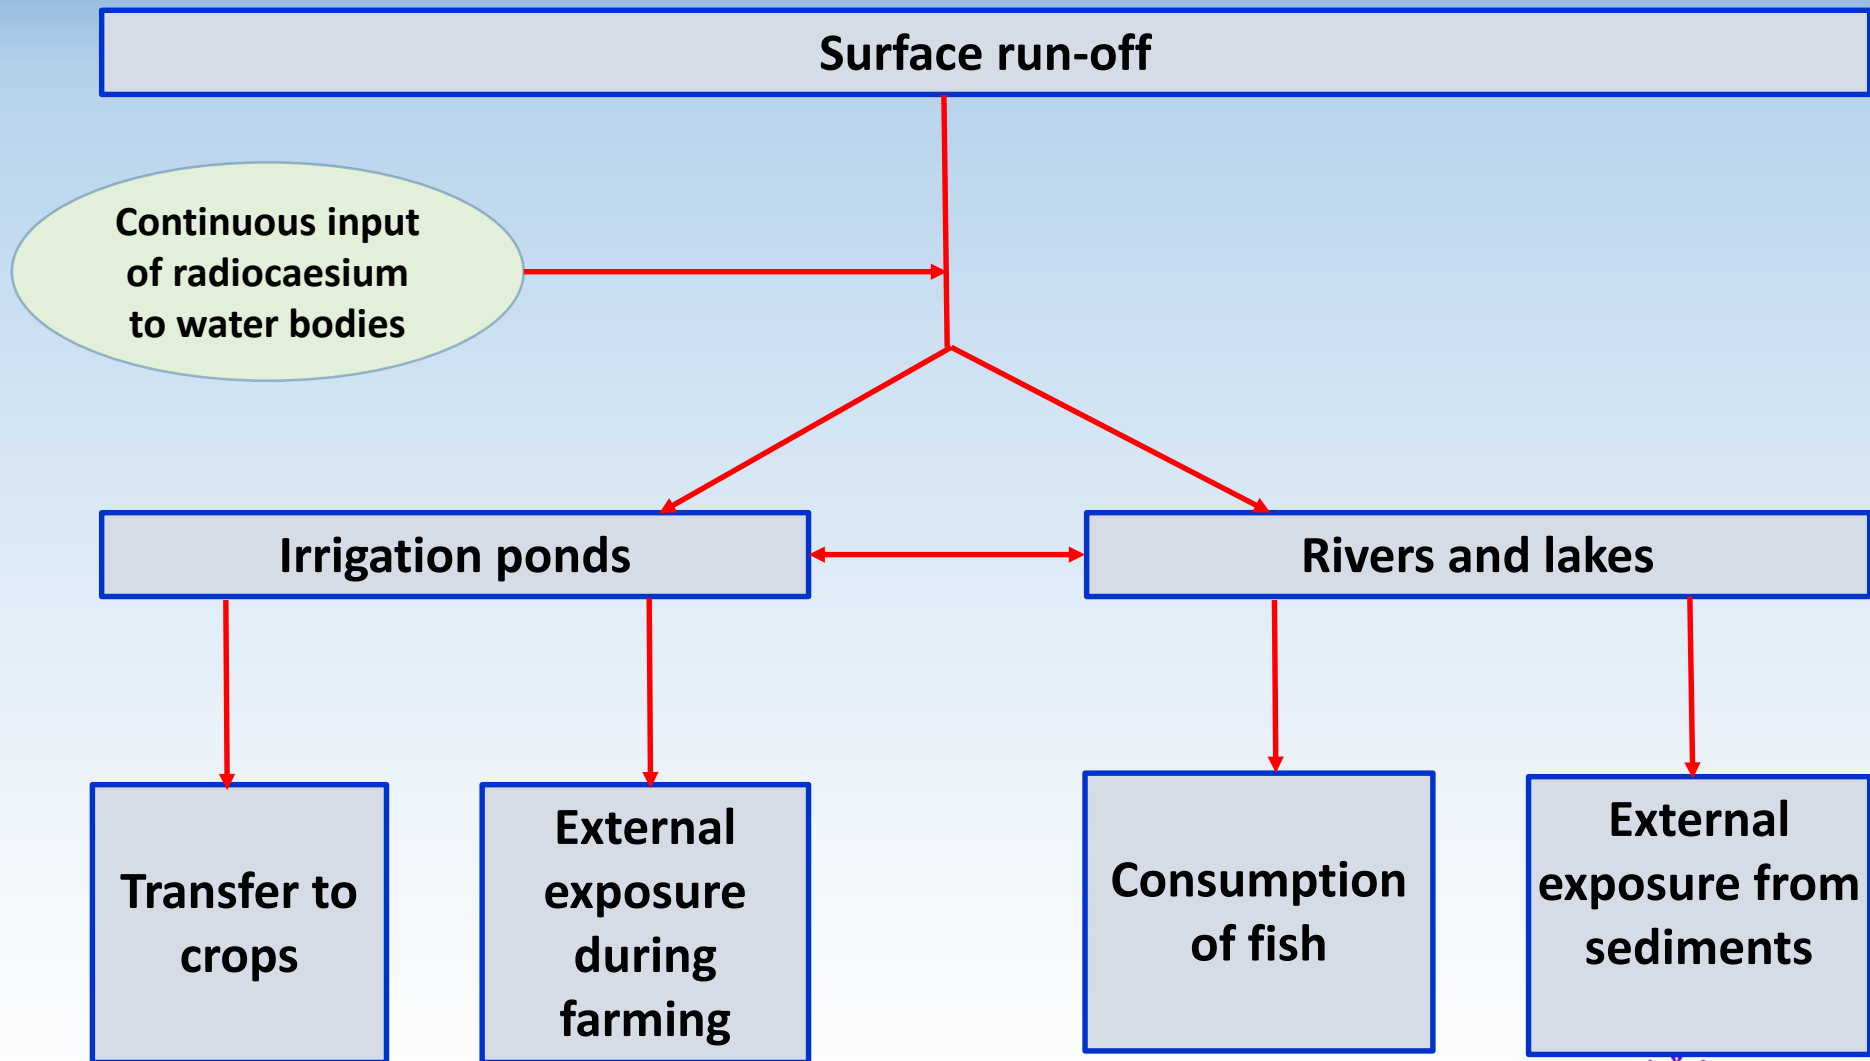 Surface run-off
Continuous input
of radiocaesium
to water bodies
Irrigation ponds
Rivers and lakes
Transfer to
crops
External
exposure
during
farming
Consumption
of fish
External
exposure from
sediments